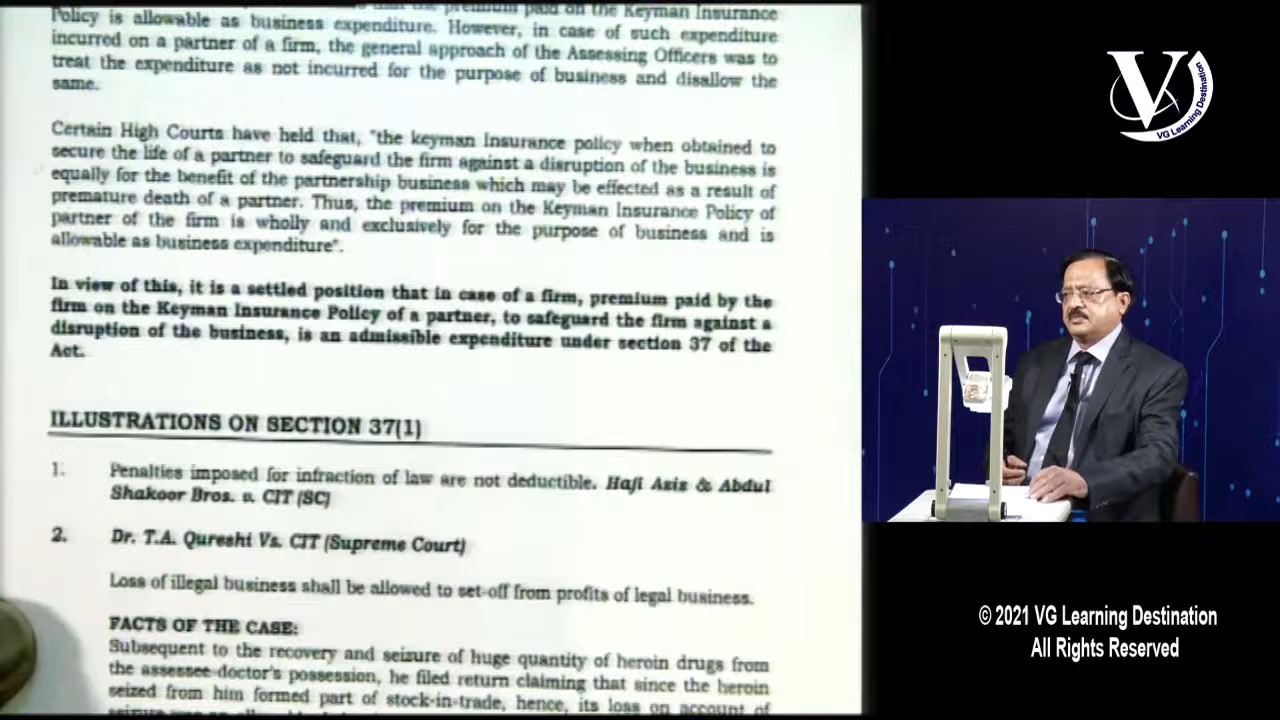 the premium paid on the Keyman Insurance
Policy is allowable as business expenditure. However, in case of such expenditure
incurred on a partner of a firm, the general approach of the Assessing Officers was to
treat the expenditure as not incurred for the purpose of business and disallow the
same.
Certain High Courts have held that, "the keyman Insurance policy when obtained to
secure the life of a partner to safeguard the firm against a disruption of the business is
equally for the benefit of the partnership business which may be effected as a result of
premature death of a partner. Thus, the premium on the Keyman Insurance Policy of
partner of the firm is wholly and exclusively for the purpose of business and is
allowable as business expenditure".
In view of this, it is a settled position that in case of a firm, premium paid by the
firm on the Keyman Insurance Policy of a partner, to safeguard the firm against a
disruption of the business, is an admissible expenditure under section 37 of the
Act.
ILLUSTRATIONS ON SECTION 37(1)
1. Penalties imposed for infraction of law are not deductible. Haji Aziz & Abdul
Shakoor Bros. v. CIT (SC)
2. Dr. T.A. Qureshi Vs. CIT (Supreme Court)
Loss of illegal business shall be allowed to set-off from profits of legal business.
FACTS OF THE CASE:
Subsequent to the recovery and seizure of huge quantity of heroin drugs from
the assessee-doctor's possession, he filed return claiming that since the heroin
seized from him formed part of stock-in-trade, hence, its loss on account of
VG
VG Learning Destination
© 2021 VG Learning Destination
All Rights Reserved